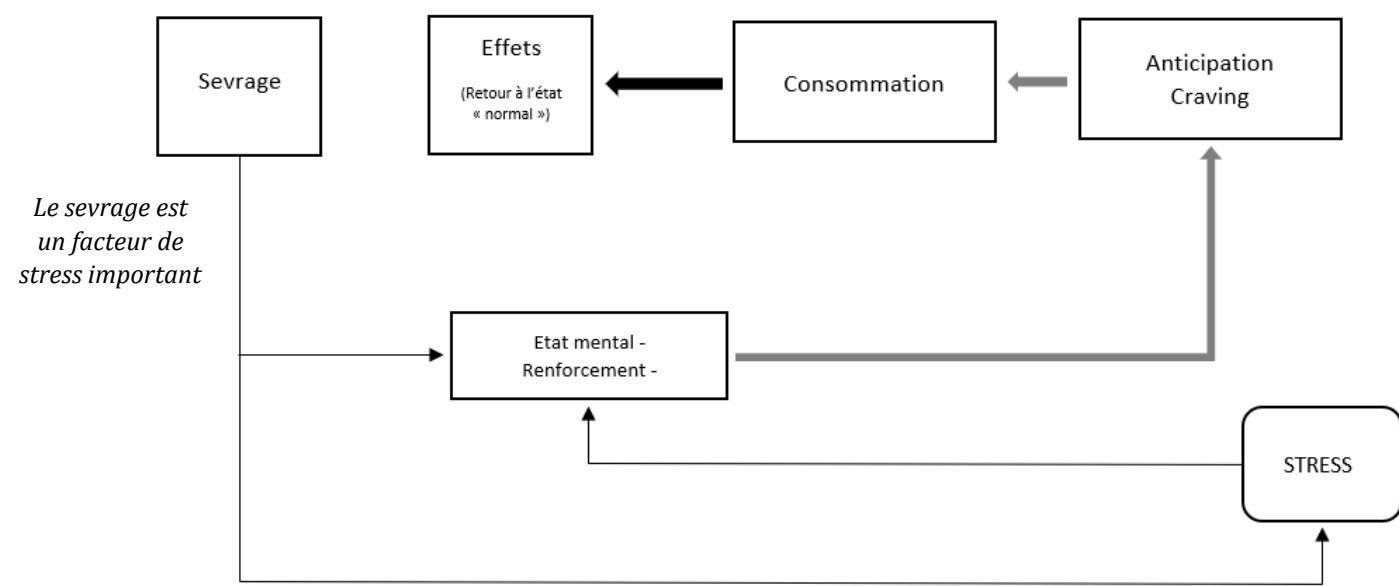 Sevrage
Effets
(Retour à l'état
« normal »)
Consommation
Anticipation
Craving
Le sevrage est
un facteur de
stress important
Etat mental -
Renforcement -
STRESS